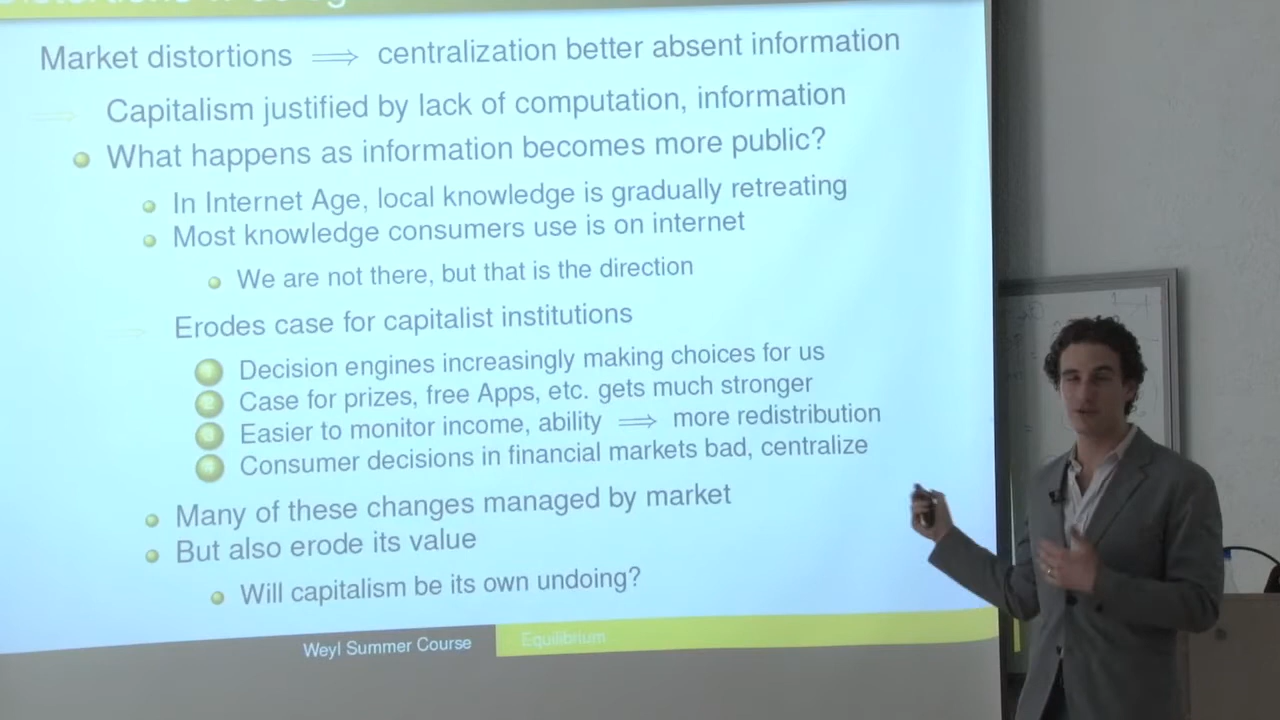 Market distortions ⟹ centralization better absent information
Capitalism justified by lack of computation, information
What happens as information becomes more public?
In Internet Age, local knowledge is gradually retreating
Most knowledge consumers use is on internet
We are not there, but that is the direction
Erodes case for capitalist institutions
Decision engines increasingly making choices for us
Case for prizes, free Apps, etc. gets much stronger
Easier to monitor income, ability ⟹ more redistribution
Consumer decisions in financial markets bad, centralize
Many of these changes managed by market
But also erode its value
Will capitalism be its own undoing?
Weyl Summer Course Equilibrium